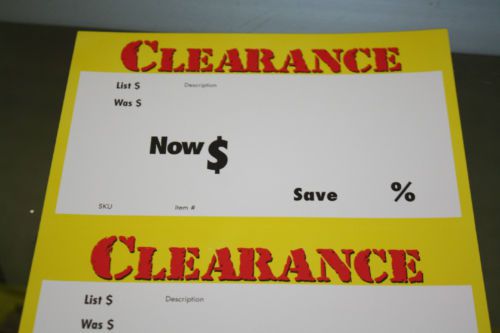 CLEARANCE
List $ Description
Was $
Now $
Save %
SKU Item #
CLEARANCE
List $ Description
Was $